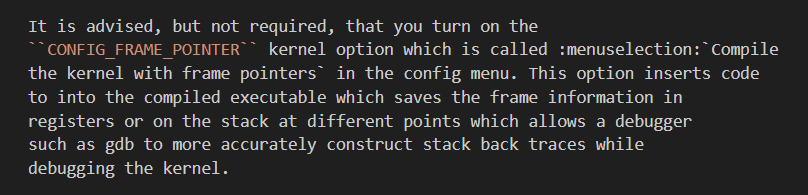 It is advised, but not required, that you turn on the
``CONFIG_FRAME_POINTER`` kernel option which is called :menuselection:`Compile
the kernel with frame pointers` in the config menu. This option inserts code
to into the compiled executable which saves the frame information in
registers or on the stack at different points which allows a debugger
such as gdb to more accurately construct stack back traces while
debugging the kernel.